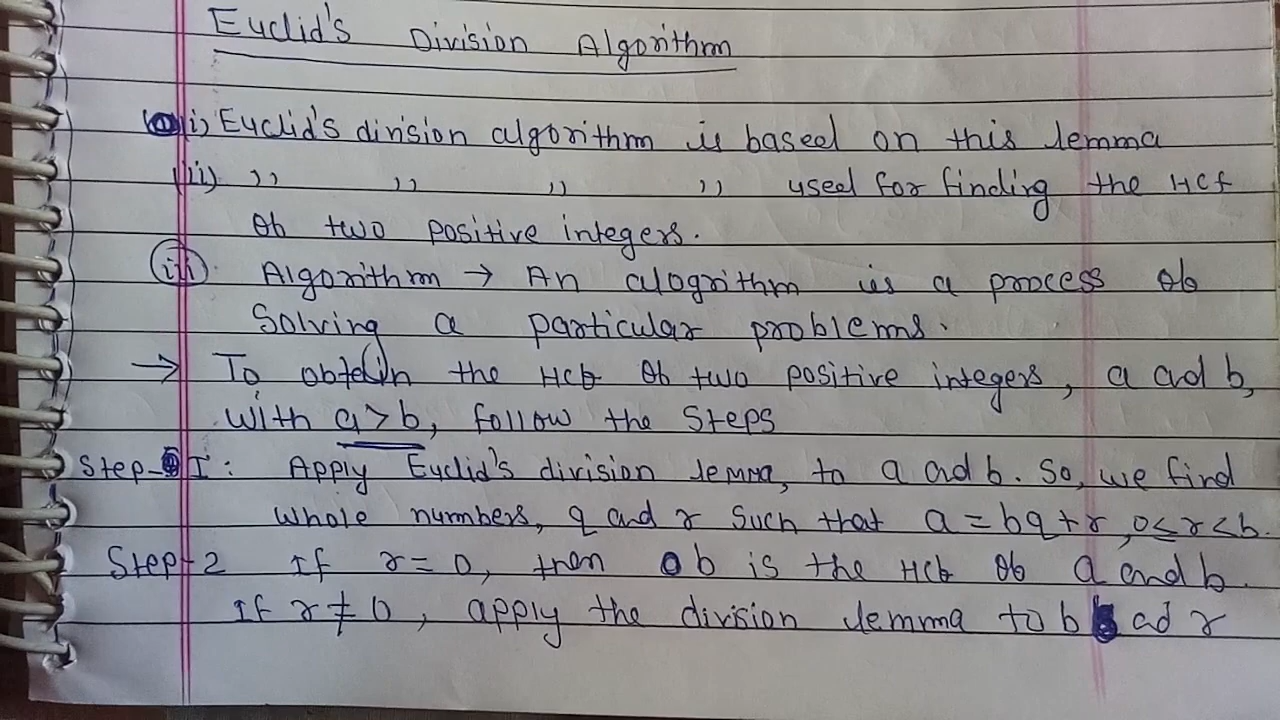 Euclid's Division Algorithm
i) Euclid's division algorithm is based on this lemma
ii) ,, ,, ,, ,, used for finding the HCF
of two positive integers.
(iii) Algorithm → An alogrithm is a process of
Solving a particular problems.
→ To obtain the HCF of two positive integers, a and b,
with a > b, follow the Steps
Step-I : Apply Euclid's division lemma, to a ad b. So, we find
whole numbers, q and r Such that a = bq + r, 0 ≤ r < b.
Step-2 If r = 0, then b is the HCF of a and b.
If r ≠ 0, apply the division lemma to b ad r